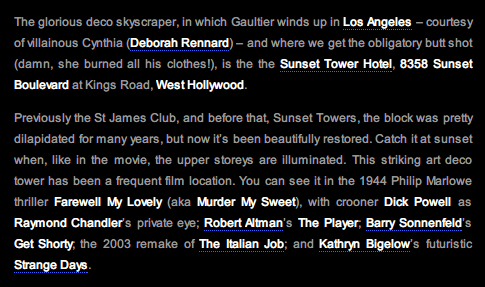 The glorious deco skyscraper, in which Gaultier winds up in Los Angeles – courtesy
of villainous Cynthia (Deborah Rennard) – and where we get the obligatory butt shot
(damn, she burned all his clothes!), is the the Sunset Tower Hotel, 8358 Sunset
Boulevard at Kings Road, West Hollywood.
Previously the St James Club, and before that, Sunset Towers, the block was pretty
dilapidated for many years, but now it's been beautifully restored. Catch it at sunset
when, like in the movie, the upper storeys are illuminated. This striking art deco
tower has been a frequent film location. You can see it in the 1944 Philip Marlowe
thriller Farewell My Lovely (aka Murder My Sweet), with crooner Dick Powell as
Raymond Chandler's private eye; Robert Altman's The Player; Barry Sonnenfeld's
Get Shorty; the 2003 remake of The Italian Job; and Kathryn Bigelow's futuristic
Strange Days.